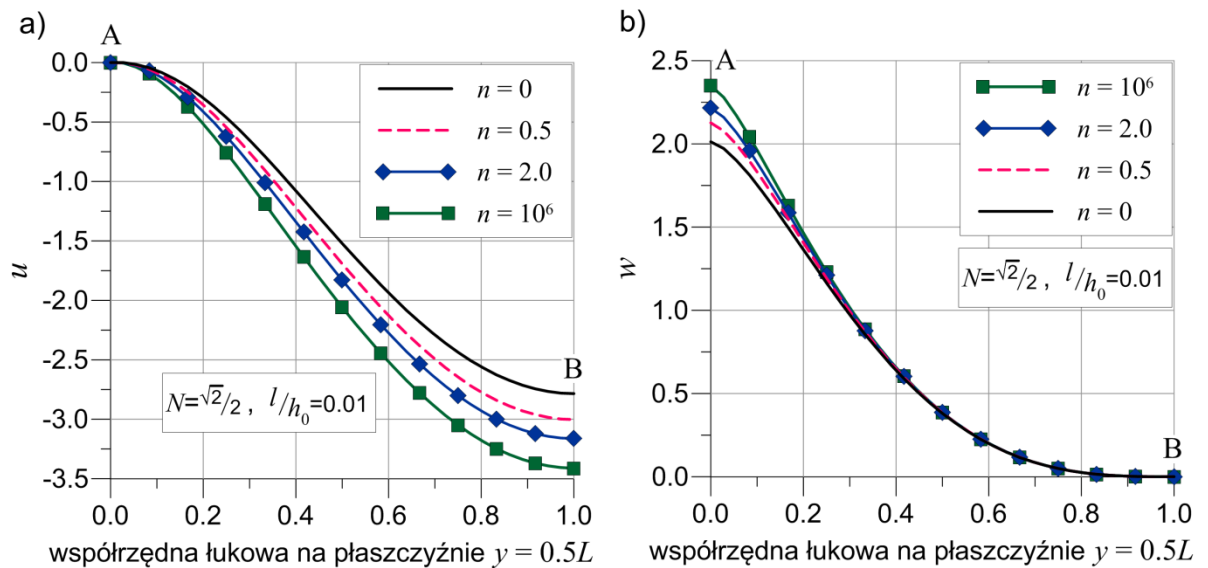 a)
A
0.0
-0.5
-1.0
-1.5
-2.0
-2.5
-3.0
-3.5
u
n = 0
n = 0.5
n = 2.0
n = 10⁶
B
N=√2/2 , l/h₀=0.01
0.0 0.2 0.4 0.6 0.8 1.0
współrzędna łukowa na płaszczyźnie y = 0.5L
b)
A
2.5
2.0
1.5
1.0
0.5
0.0
w
n = 10⁶
n = 2.0
n = 0.5
n = 0
N=√2/2 , l/h₀=0.01
B
0.0 0.2 0.4 0.6 0.8 1.0
współrzędna łukowa na płaszczyźnie y = 0.5L